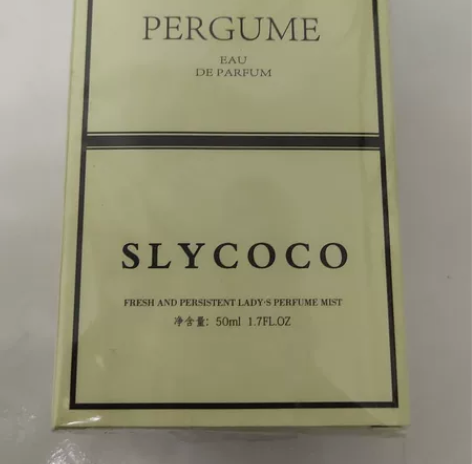 PERGUME
EAU
DE PARFUM
SLYCOCO
FRESH AND PERSISTENT LADY·S PERFUME MIST
净含量: 50ml 1.7FL.OZ